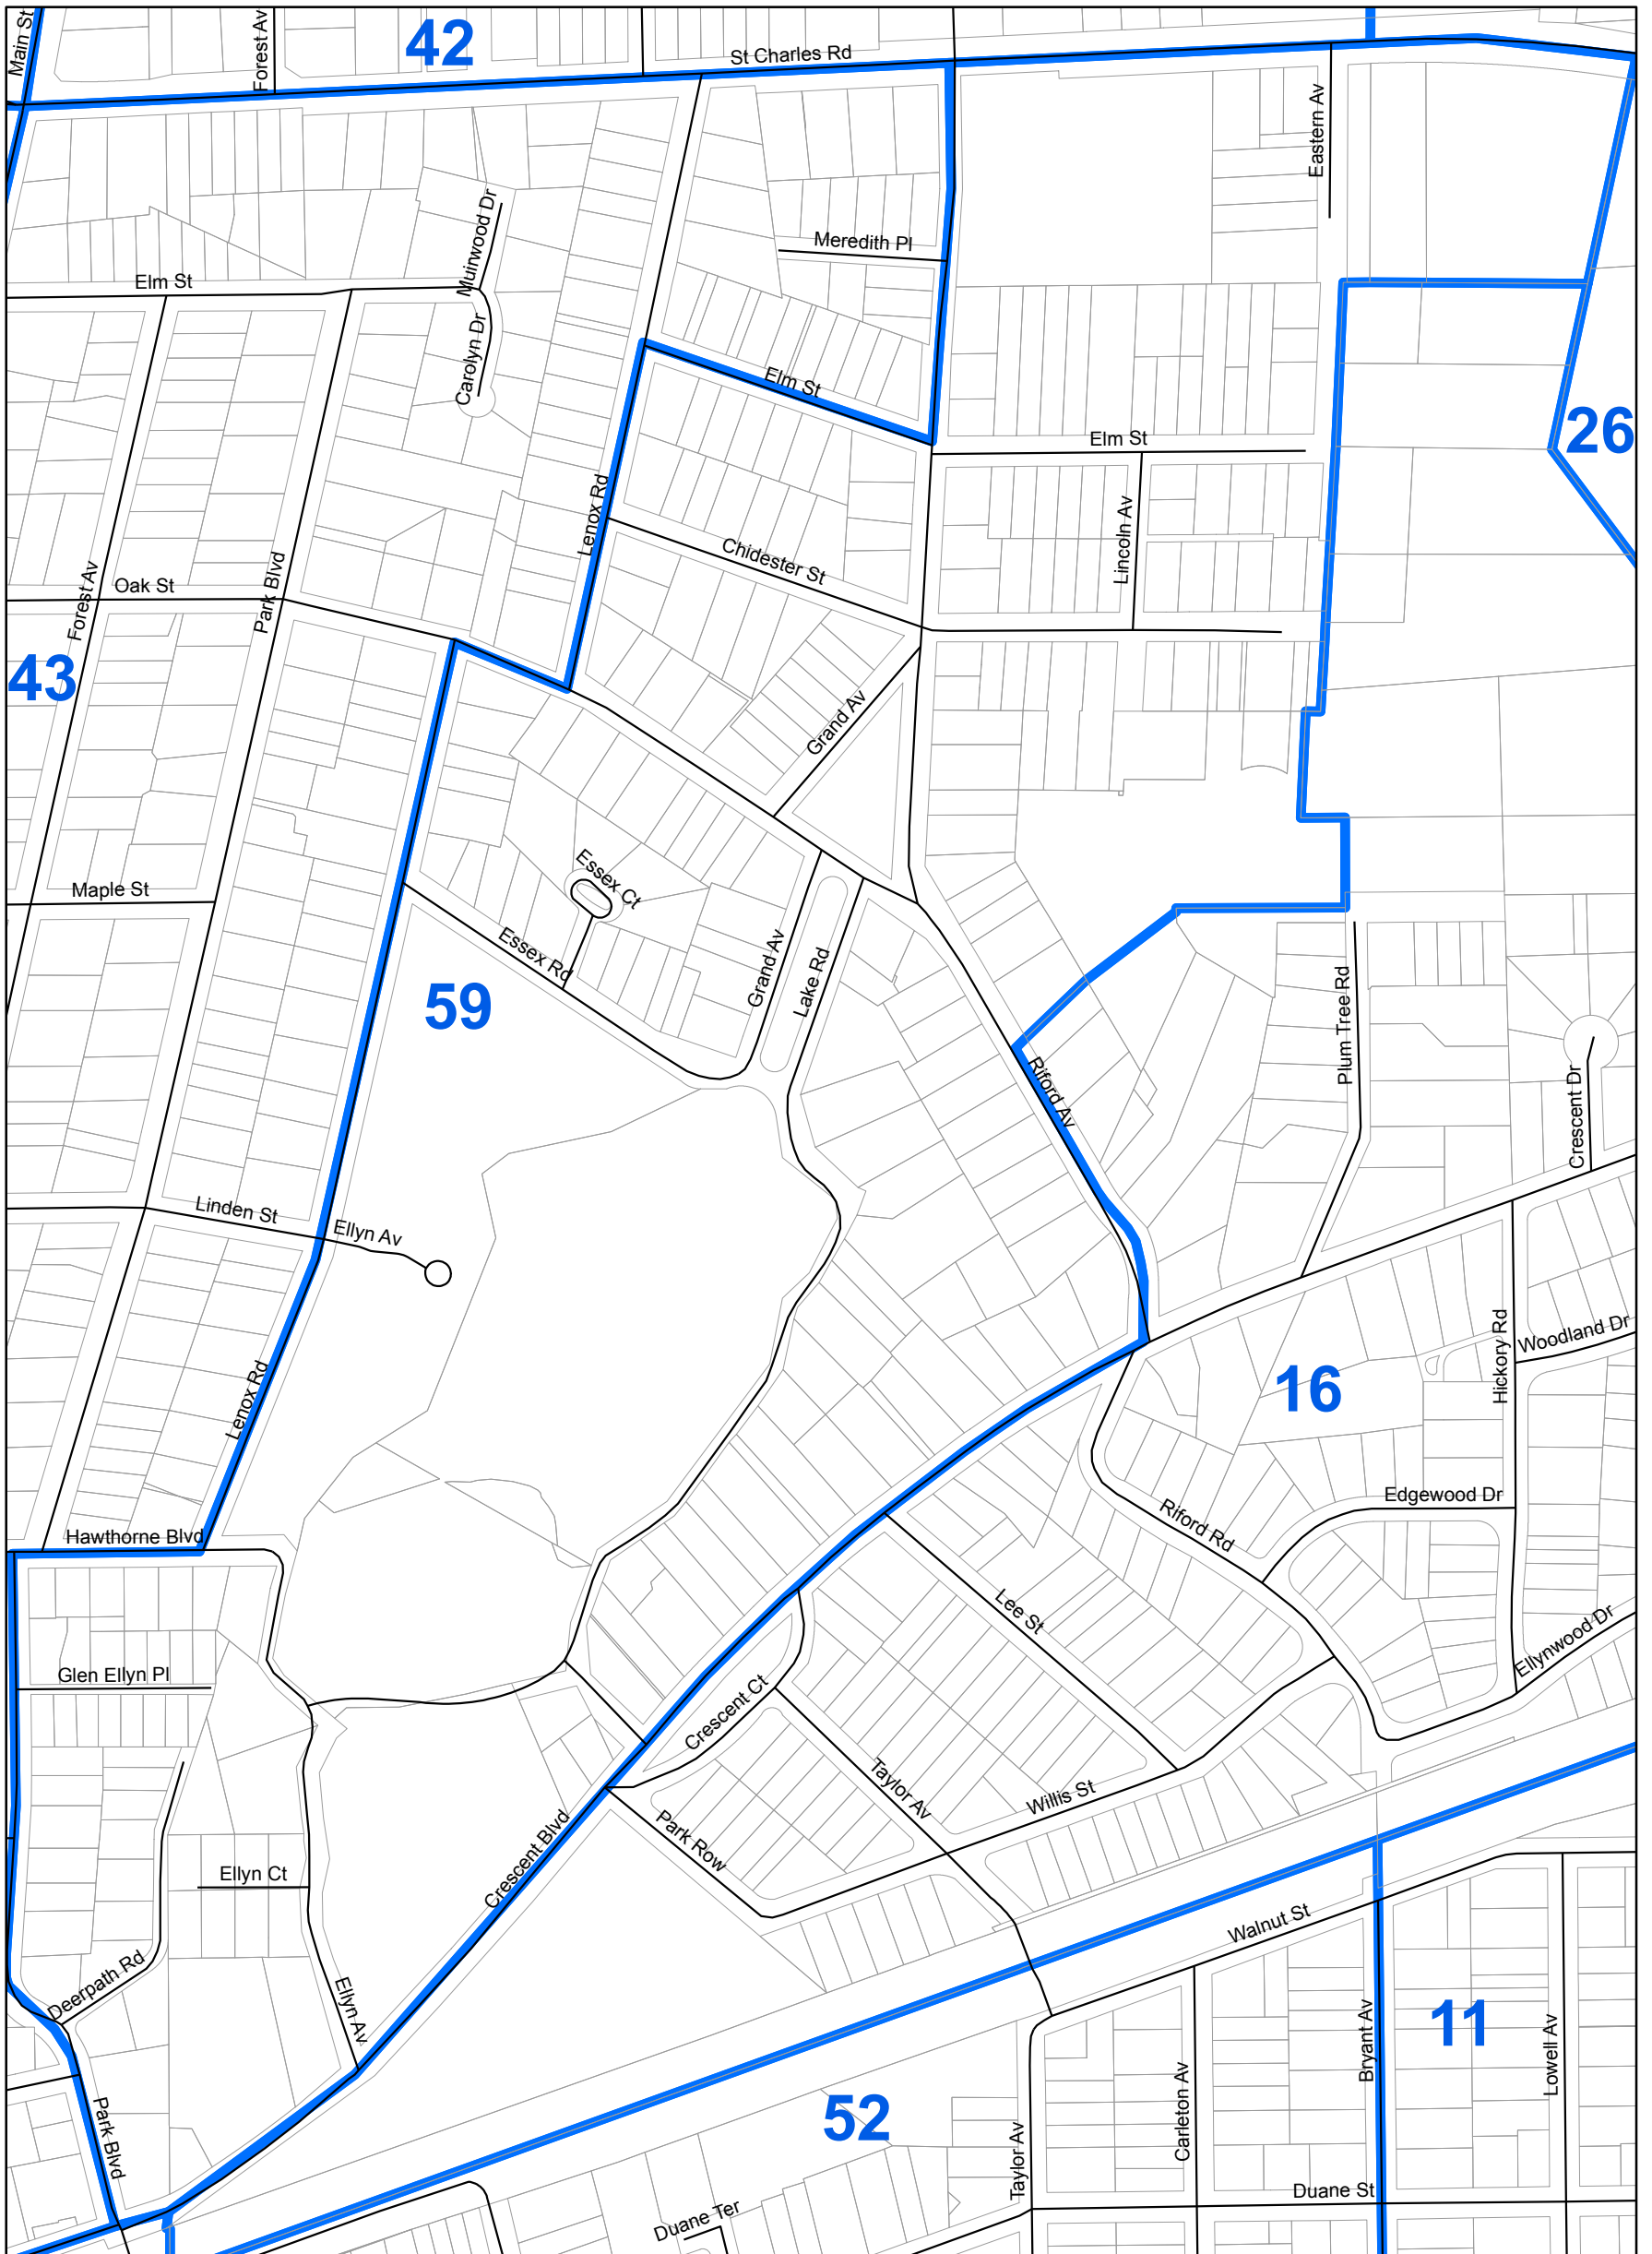 Main St
Forest Av
42
St Charles Rd
Eastern Av
Muirwood Dr
Meredith Pl
Elm St
Carolyn Dr
Elm St
26
Elm St
Lenox Rd
Lincoln Av
Chidester St
Forest Av
Oak St
Park Blvd
43
Grand Av
Essex Ct
Maple St
Essex Rd
Grand Av
Lake Rd
59
Plum Tree Rd
Riford Av
Crescent Dr
Linden St
Ellyn Av
Hickory Rd
Woodland Dr
16
Lenox Rd
Edgewood Dr
Riford Rd
Hawthorne Blvd
Lee St
Ellynwood Dr
Glen Ellyn Pl
Crescent Ct
Taylor Av
Willis St
Park Row
Crescent Blvd
Ellyn Ct
Walnut St
Deerpath Rd
Ellyn Av
11
Bryant Av
Lowell Av
Carleton Av
52
Park Blvd
Taylor Av
Duane St
Duane Ter